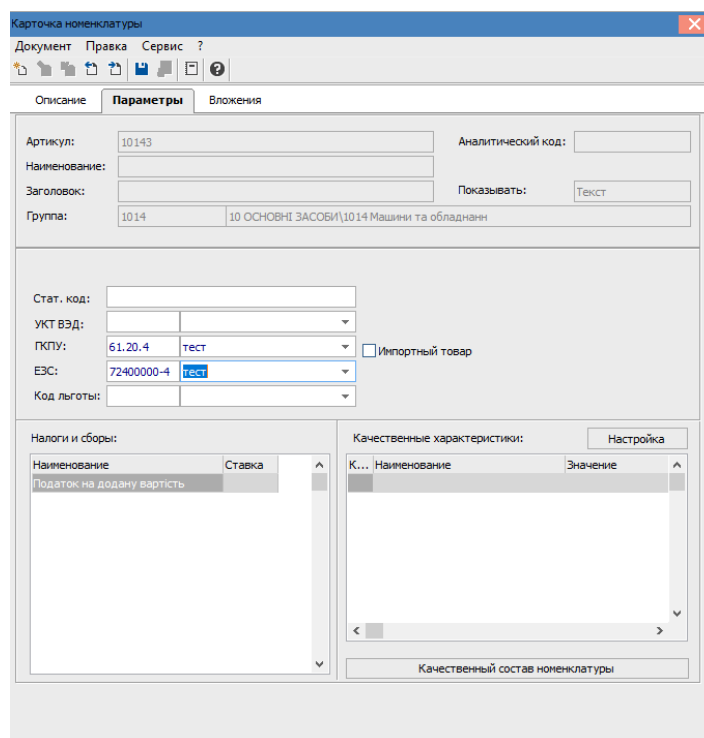 Карточка номенклатуры
Документ Правка Сервис ?
Описание Параметры Вложения
Артикул: 10143 Аналитический код:
Наименование:
Заголовок: Показывать: Текст
Группа: 1014 10 ОСНОВНІ ЗАСОБИ\1014 Машини та обладнанн
Стат. код:
УКТ ВЭД:
ГКПУ: 61.20.4 тест Импортный товар
ЕЗС: 72400000-4 тест
Код льготы:
Налоги и сборы: Качественные характеристики: Настройка
Наименование Ставка К... Наименование Значение
Податок на додану вартість
Качественный состав номенклатуры